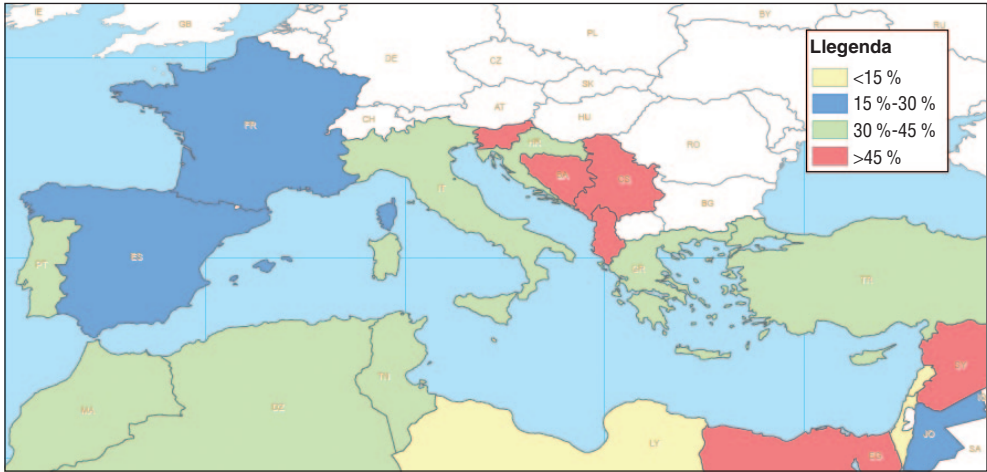 IE
GB
BY
RU
PL
DE
CZ
SK
AT
CH
HU
FR
RO
HR
BA
IT
BG
ES
PT
GR
TR
TN
SY
MA
DZ
LY
EG
JO
SA
Llegenda
<15 %
15 %-30 %
30 %-45 %
>45 %